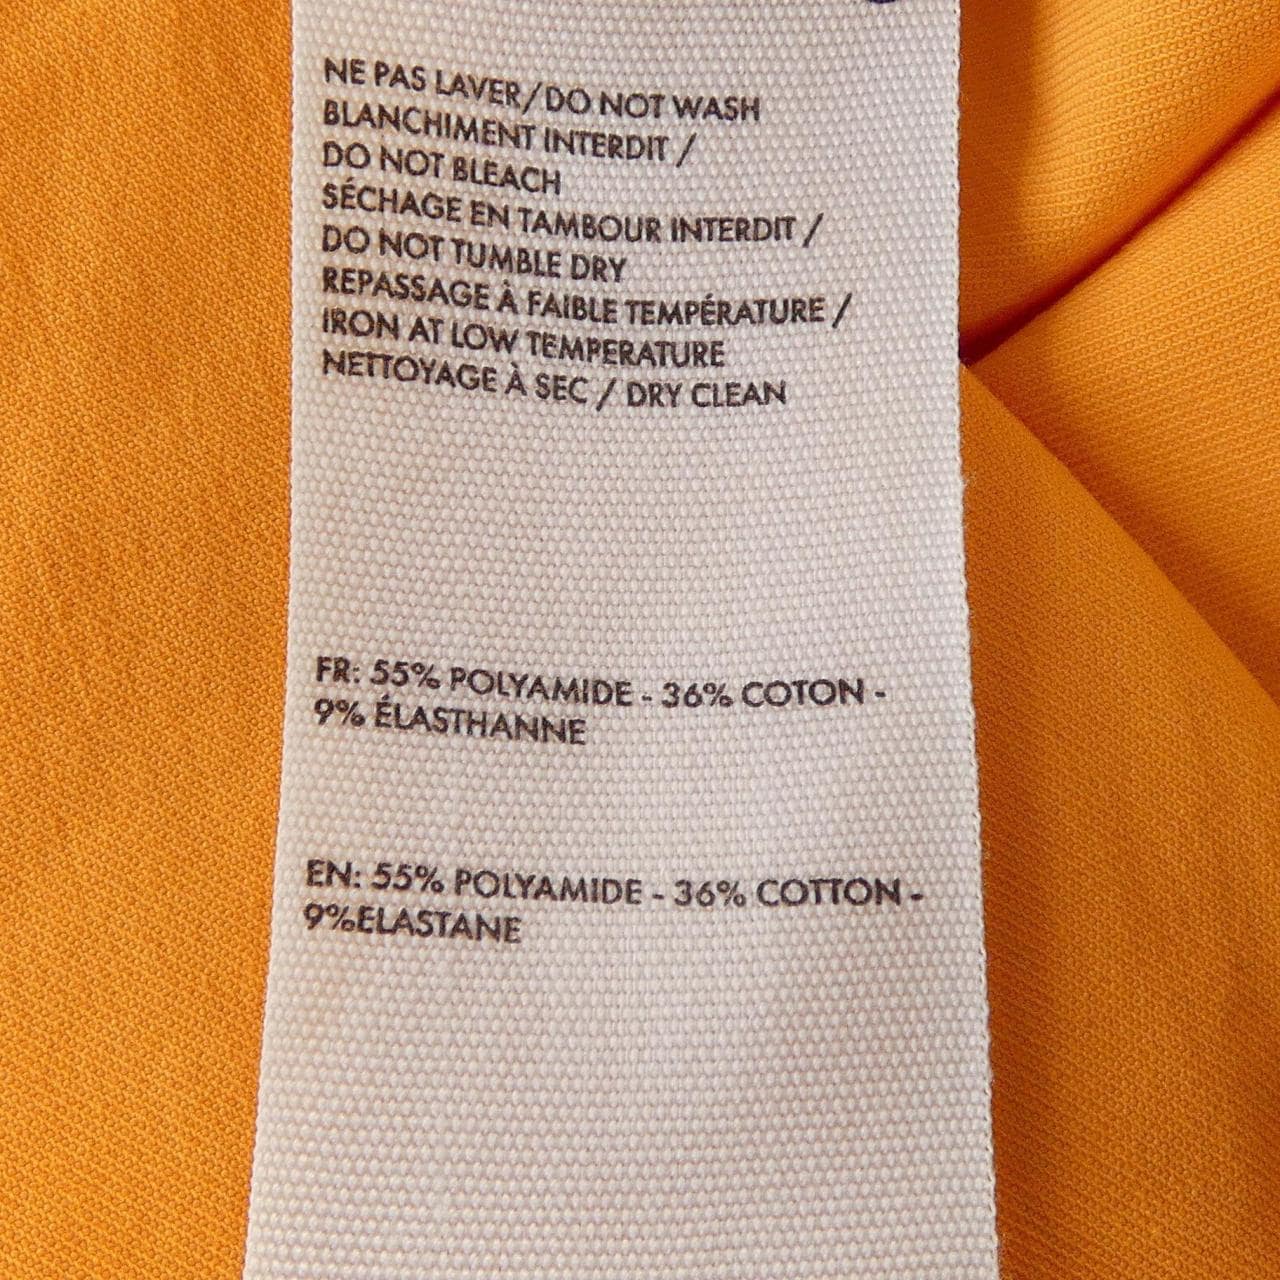 NE PAS LAVER/DO NOT WASH
BLANCHIMENT INTERDIT /
DO NOT BLEACH
SÉCHAGE EN TAMBOUR INTERDIT /
DO NOT TUMBLE DRY
REPASSAGE À FAIBLE TEMPÉRATURE /
IRON AT LOW TEMPERATURE
NETTOYAGE À SEC / DRY CLEAN
FR: 55% POLYAMIDE - 36% COTON -
9% ÉLASTHANNE
EN: 55% POLYAMIDE - 36% COTTON -
9%ELASTANE